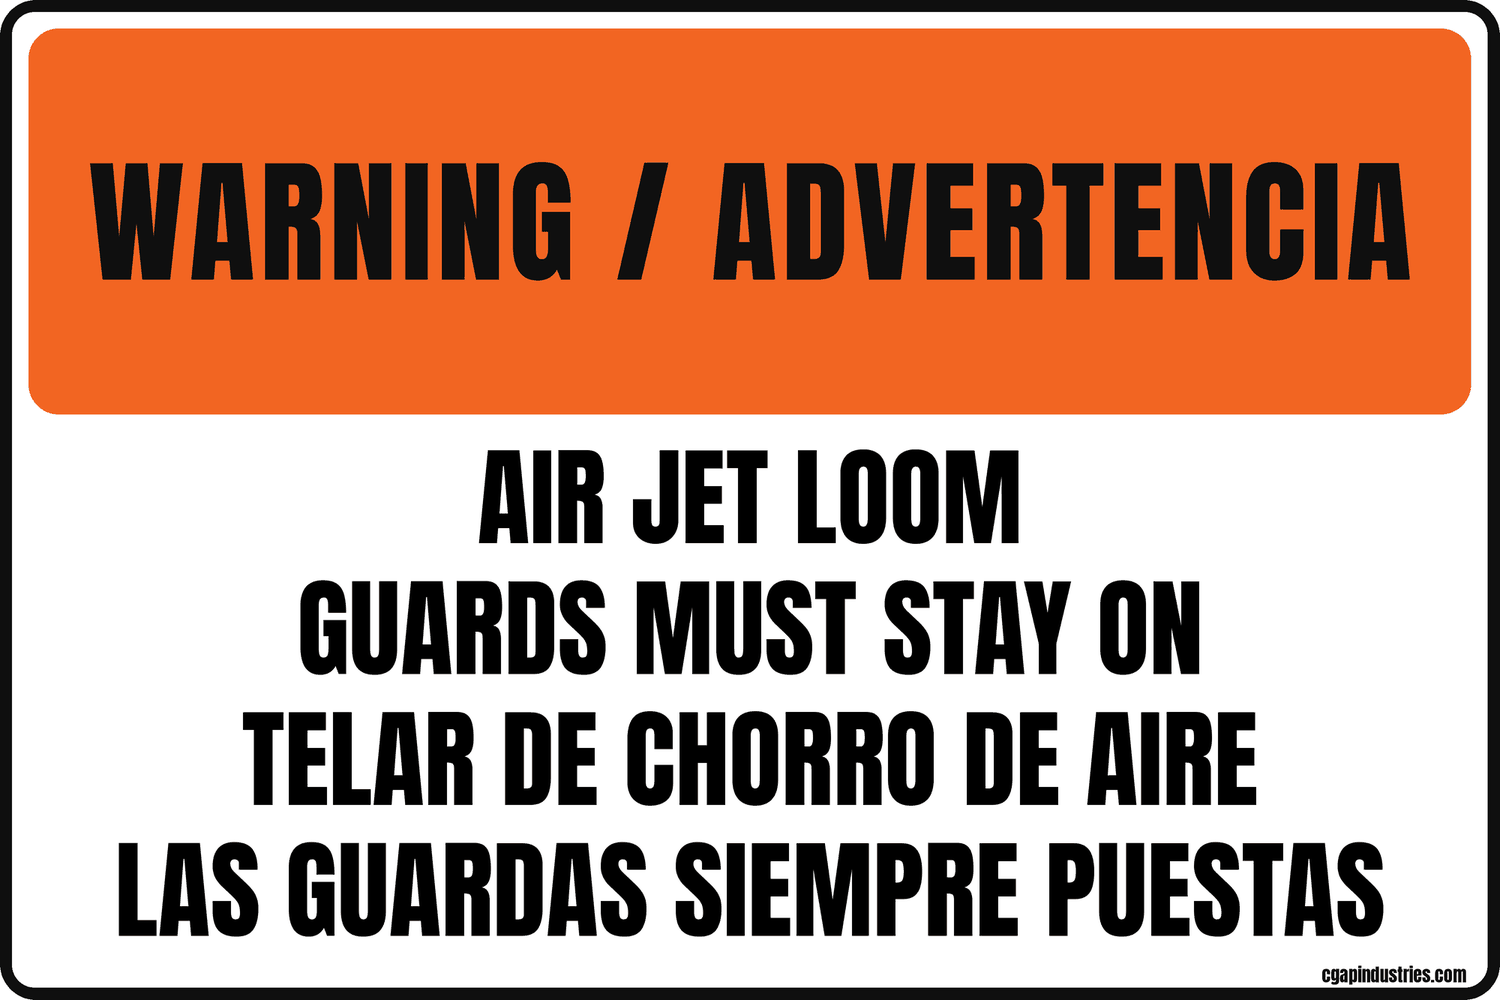 WARNING / ADVERTENCIA
AIR JET LOOM
GUARDS MUST STAY ON
TELAR DE CHORRO DE AIRE
LAS GUARDAS SIEMPRE PUESTAS
cgapindustries.com